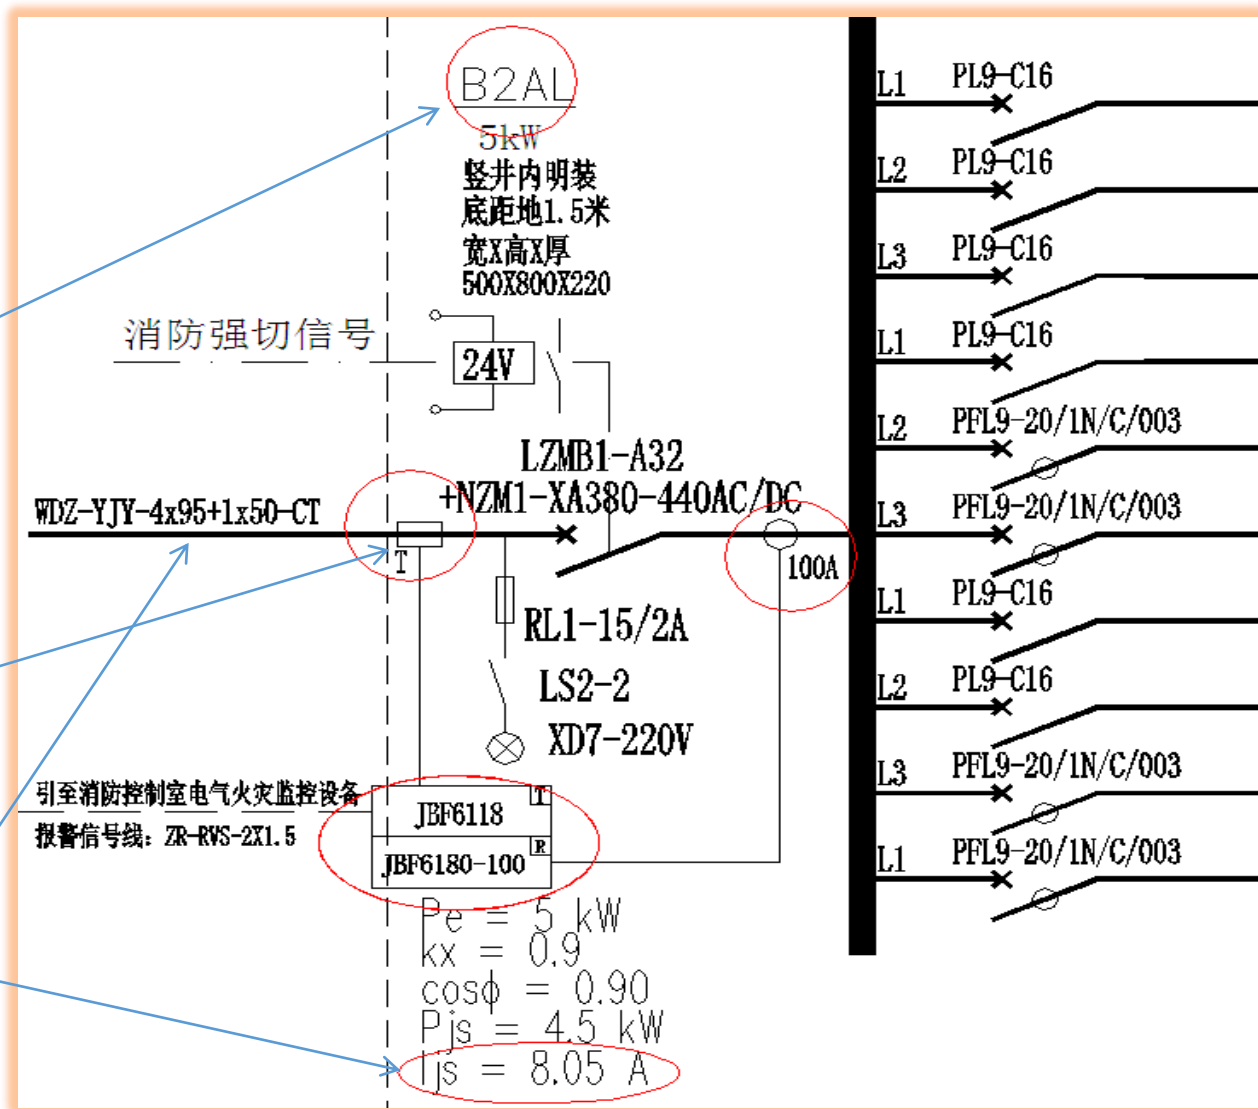 B2AL
5kW
竖井内明装
底距地1.5米
宽X高X厚
500X800X220
消防强切信号
24V
LZMB1-A32
+NZM1-XA380-440AC/DC
WDZ-YJY-4x95+1x50-CT
T
100A
RL1-15/2A
LS2-2
XD7-220V
引至消防控制室电气火灾监控设备
报警信号线: ZR-RVS-2X1.5
JBF6118
T
JBF6180-100
R
Pe = 5 kW
kx = 0.9
cosϕ = 0.90
Pjs = 4.5 kW
Ijs = 8.05 A
L1 PL9-C16
L2 PL9-C16
L3 PL9-C16
L1 PL9-C16
L2 PFL9-20/1N/C/003
L3 PFL9-20/1N/C/003
L1 PL9-C16
L2 PL9-C16
L3 PFL9-20/1N/C/003
L1 PFL9-20/1N/C/003